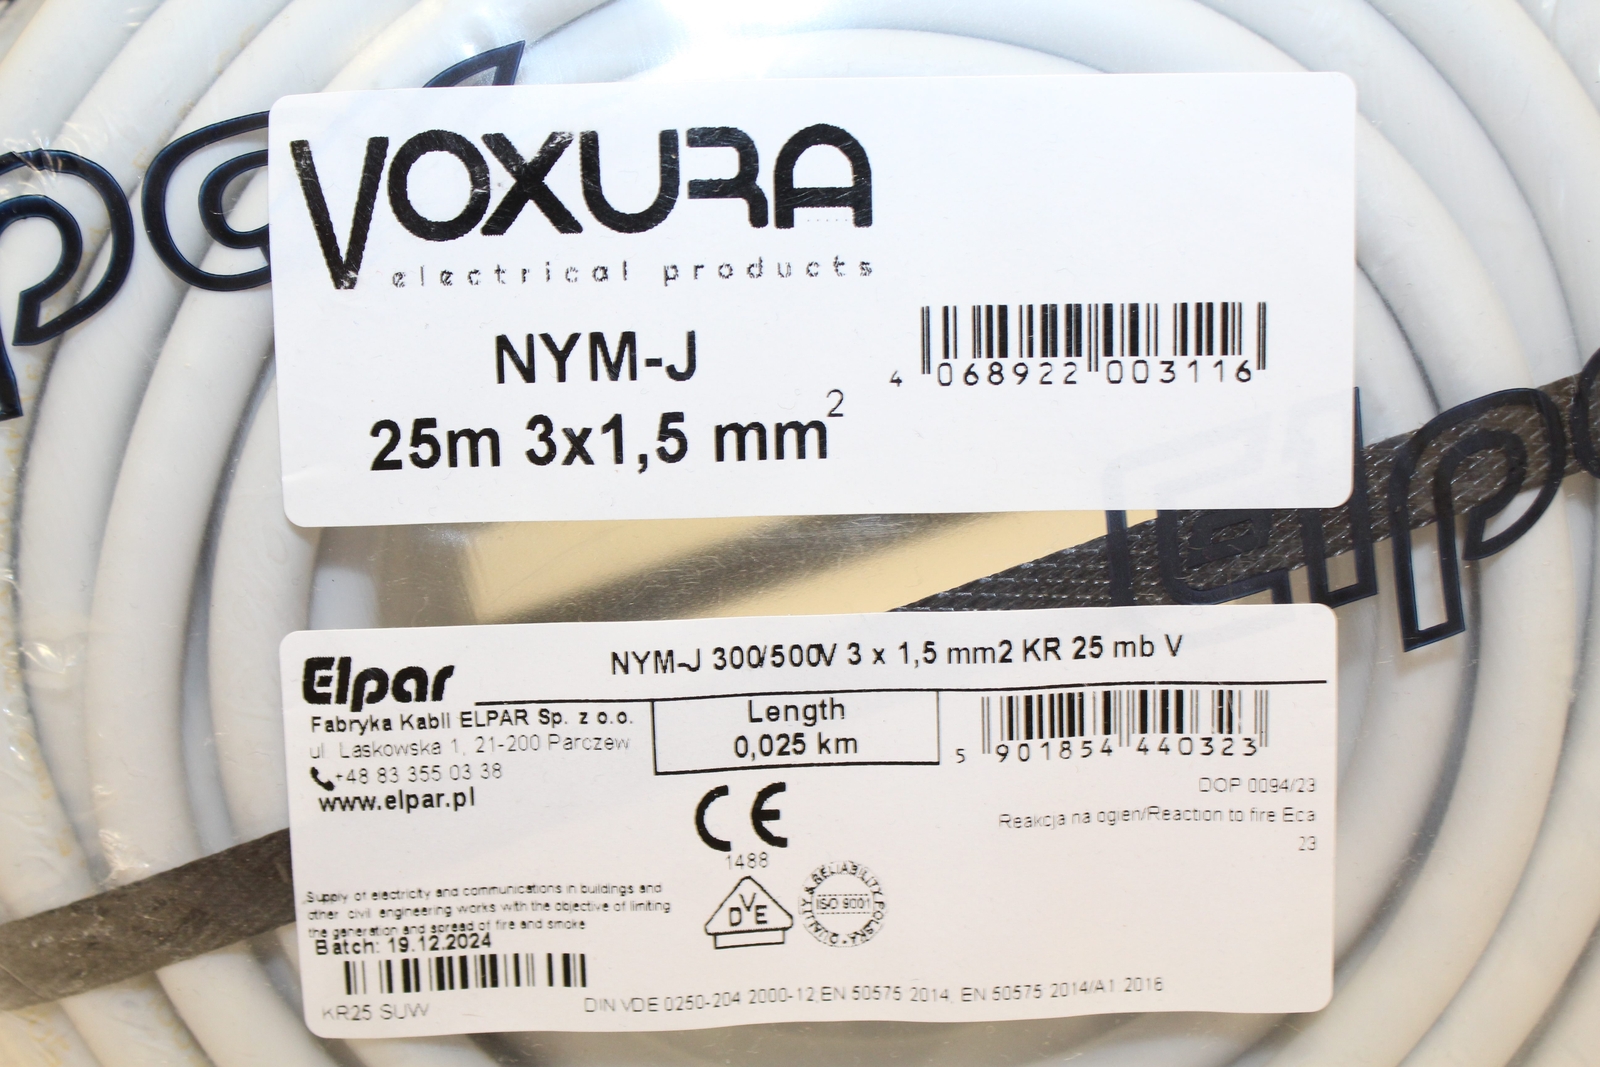 VOXURA
electrical products
NYM-J
25m 3x1,5 mm²
4 068922 003116
Elpar
NYM-J 300/500V 3 x 1,5 mm2 KR 25 mb V
Fabryka Kabli ELPAR Sp. z o.o.
ul. Laskowska 1, 21-200 Parczew
+48 83 355 03 38
www.elpar.pl
Length
0,025 km
5 901854 440323
DOP 0094/23
Reakcja na ogień/Reaction to fire Eca
23
CE
1488
DVE
QUALITY & RELIABILITY • POLSKA •
ISO 9001
Supply of electricity and communications in buildings and
other civil engineering works with the objective of limiting
the generation and spread of fire and smoke
Batch: 19.12.2024
KR25 SUW
DIN VDE 0250-204 2000-12,EN 50575 2014, EN 50575 2014/A1 2016
Elp